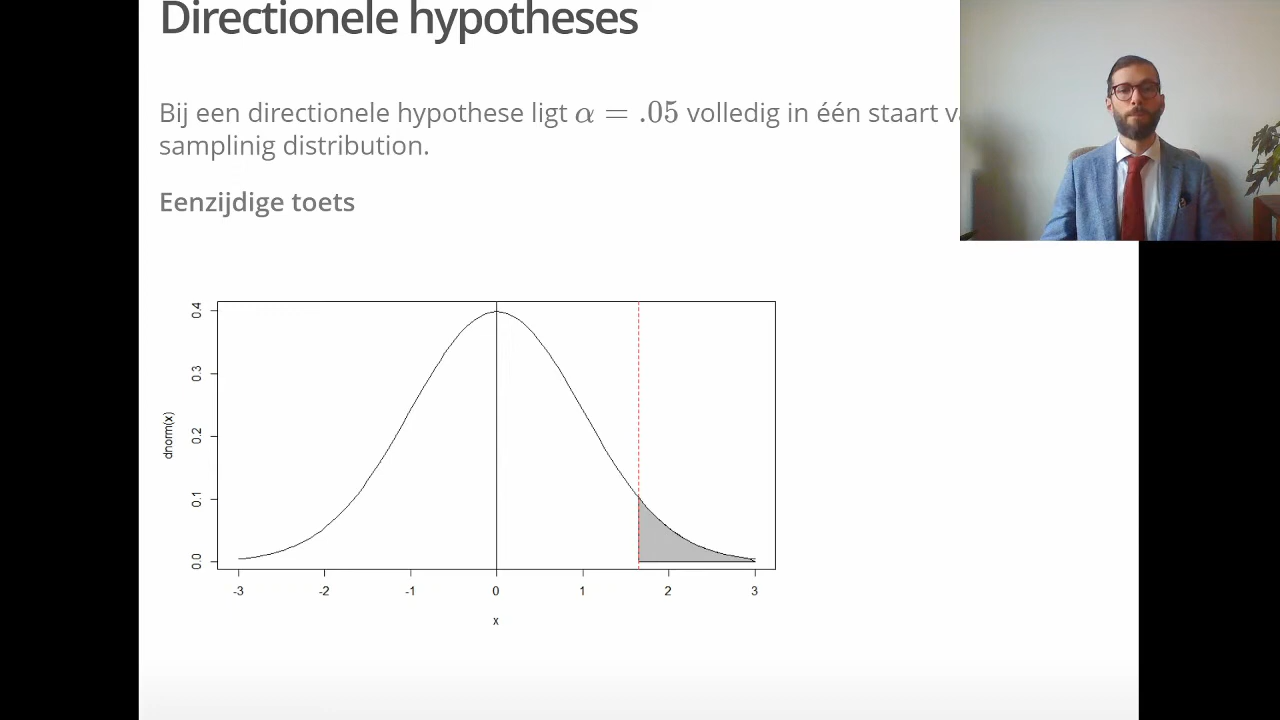 Directionele hypotheses
Bij een directionele hypothese ligt α = .05 volledig in één staart
samplinig distribution.
Eenzijdige toets
0.4
0.3
0.2
0.1
0.0
dnorm(x)
-3 -2 -1 0 1 2 3
x